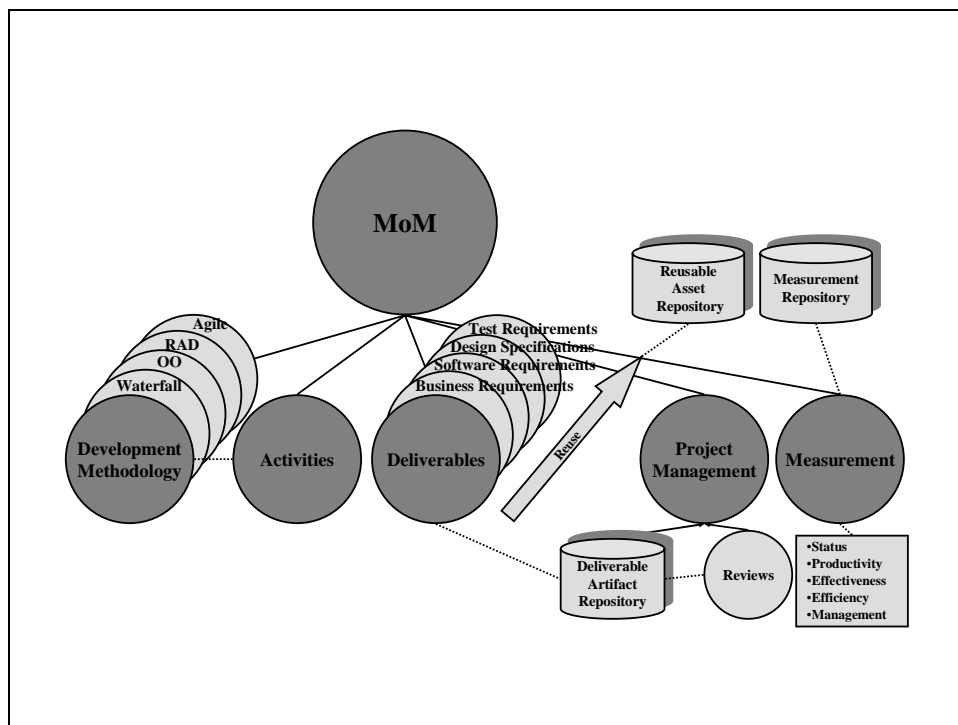 MoM
Reusable
Asset
Repository
Measurement
Repository
Agile
RAD
OO
Waterfall
Test Requirements
Design Specifications
Software Requirements
Business Requirements
Reuse
Development
Methodology
Activities
Deliverables
Project
Management
Measurement
Deliverable
Artifact
Repository
Reviews
•Status
•Productivity
•Effectiveness
•Efficiency
•Management